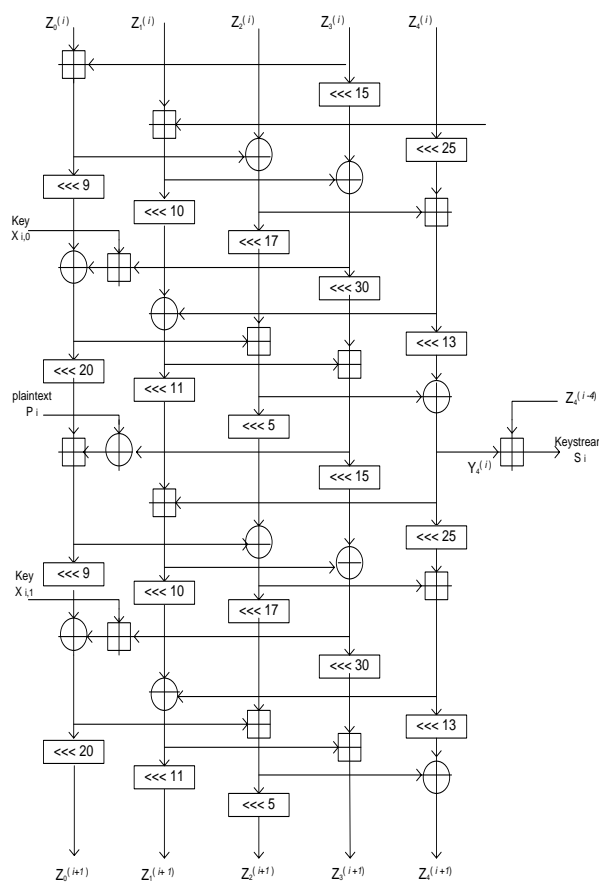 Z₀⁽ⁱ⁾ Z₁⁽ⁱ⁾ Z₂⁽ⁱ⁾ Z₃⁽ⁱ⁾ Z₄⁽ⁱ⁾
<<< 15
<<< 25
<<< 9
<<< 10
Key
X i,0
<<< 17
<<< 30
<<< 13
<<< 20
<<< 11
plaintext
P i
<<< 5
Z₄⁽ⁱ⁻⁴⁾
Y₄⁽ⁱ⁾
Keystream
S i
<<< 15
<<< 25
<<< 9
<<< 10
Key
X i,1
<<< 17
<<< 30
<<< 13
<<< 20
<<< 11
<<< 5
Z₀⁽ⁱ⁺¹⁾ Z₁⁽ⁱ⁺¹⁾ Z₂⁽ⁱ⁺¹⁾ Z₃⁽ⁱ⁺¹⁾ Z₄⁽ⁱ⁺¹⁾